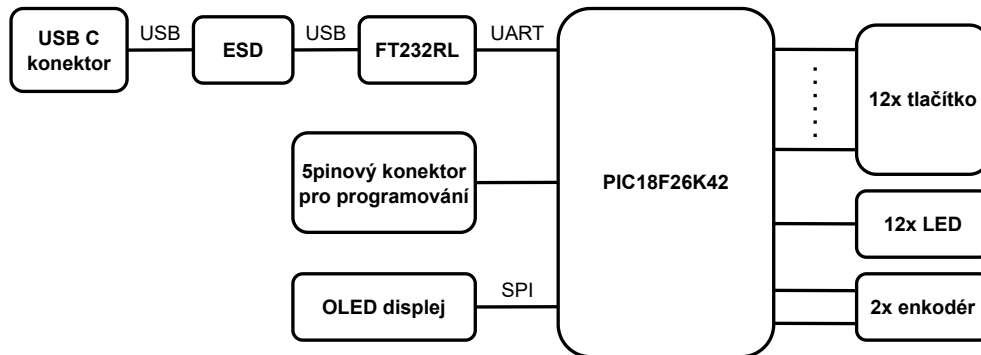 USB C
konektor
USB
ESD
USB
FT232RL
UART
5pinový konektor
pro programování
OLED displej
SPI
PIC18F26K42
12x tlačítko
12x LED
2x enkodér